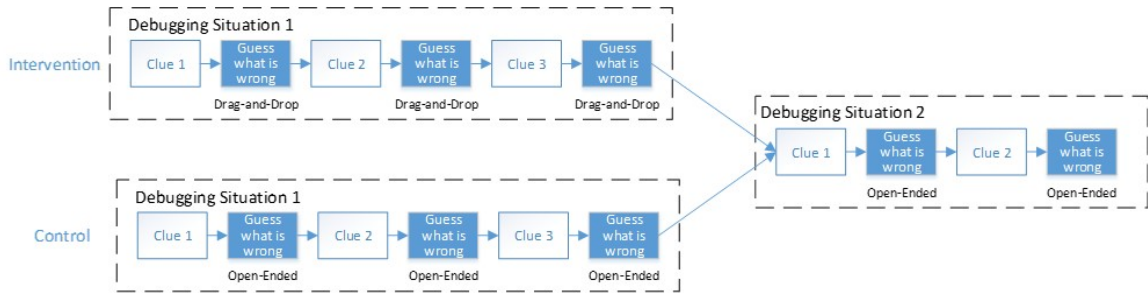 Debugging Situation 1
Intervention
Clue 1
Guess
what is
wrong
Clue 2
Guess
what is
wrong
Clue 3
Guess
what is
wrong
Drag-and-Drop
Drag-and-Drop
Drag-and-Drop
Debugging Situation 2
Clue 1
Guess
what is
wrong
Clue 2
Guess
what is
wrong
Open-Ended
Open-Ended
Debugging Situation 1
Control
Clue 1
Guess
what is
wrong
Clue 2
Guess
what is
wrong
Clue 3
Guess
what is
wrong
Open-Ended
Open-Ended
Open-Ended